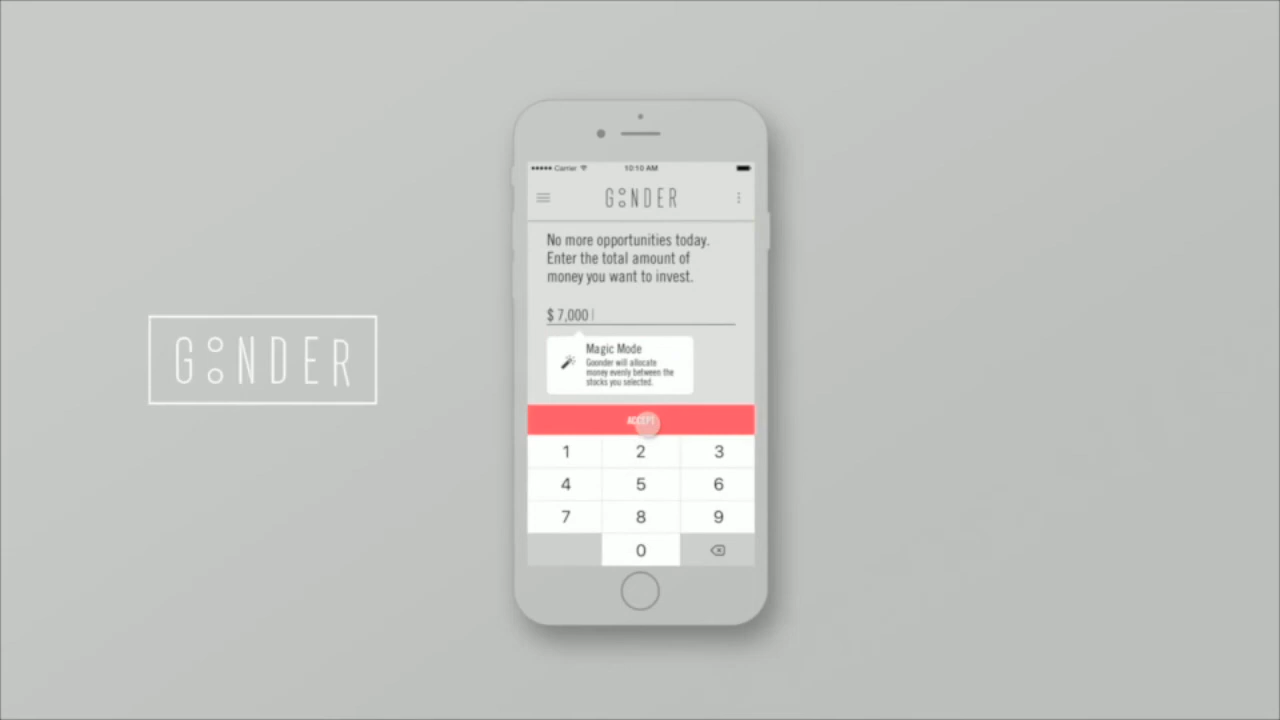 GOONDER
Carrier
10:10 AM
GOONDER
No more opportunities today.
Enter the total amount of
money you want to invest.
$ 7,000
Magic Mode
Goonder will allocate
money evenly between the
stocks you selected.
ACCEPT
1 2 3
4 5 6
7 8 9
0